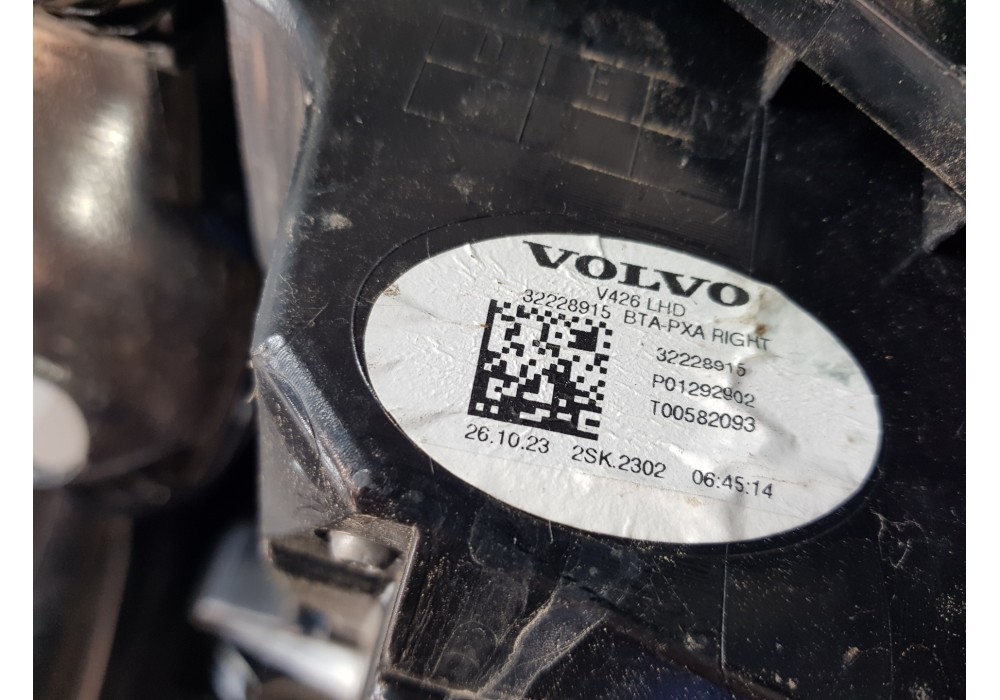 D E K
VOLVO
V426 LHD
32228915 BTA-PXA RIGHT
32228915
P01292902
T00582093
26.10.23 2SK.2302 06:45:14